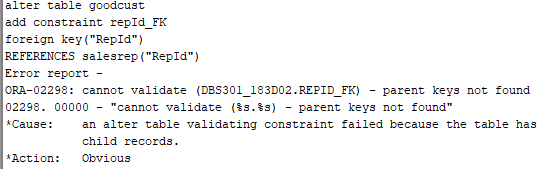 alter table goodcust
add constraint repId_FK
foreign key("RepId")
REFERENCES salesrep("RepId")
Error report -
ORA-02298: cannot validate (DBS301_183D02.REPID_FK) - parent keys not found
02298. 00000 - "cannot validate (%s.%s) - parent keys not found"
*Cause:    an alter table validating constraint failed because the table has
           child records.
*Action:   Obvious